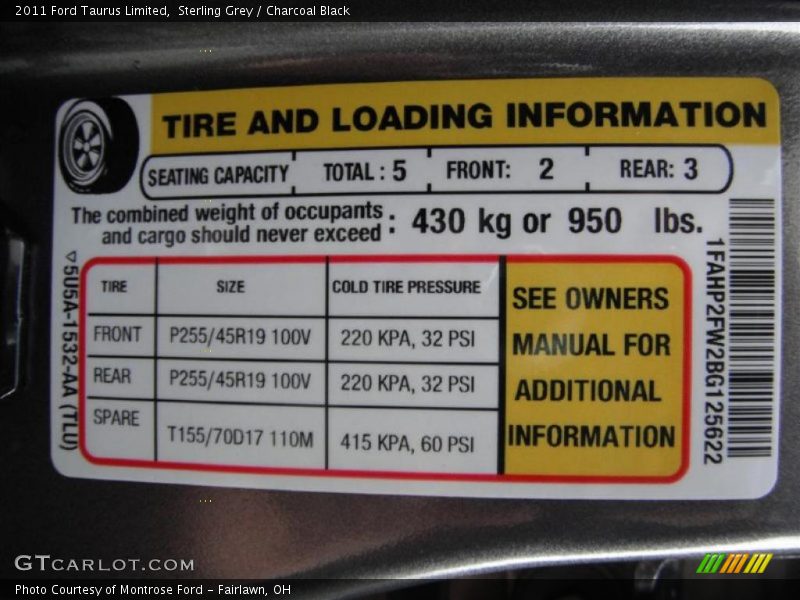 2011 Ford Taurus Limited,  Sterling Grey / Charcoal Black
TIRE AND LOADING INFORMATION
SEATING CAPACITY TOTAL : 5 FRONT: 2 REAR: 3
The combined weight of occupants
and cargo should never exceed : 430 kg or 950 lbs.
TIRE SIZE COLD TIRE PRESSURE
FRONT P255/45R19 100V 220 KPA, 32 PSI
REAR P255/45R19 100V 220 KPA, 32 PSI
SPARE T155/70D17 110M 415 KPA, 60 PSI
SEE OWNERS
MANUAL FOR
ADDITIONAL
INFORMATION
▽5U5A-1532-AA (TLU)
1FAHP2FW2BG125622
GTCARLOT.COM
Photo Courtesy of Montrose Ford - Fairlawn, OH